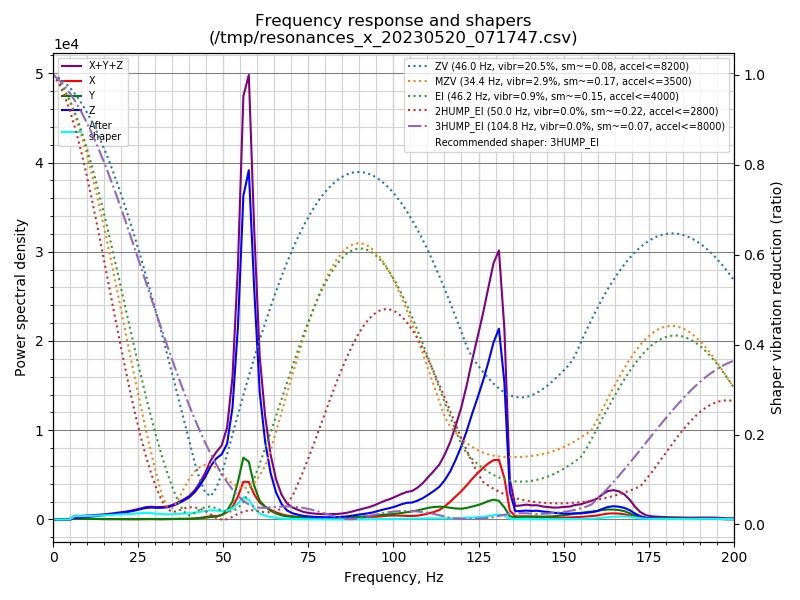 Frequency response and shapers
(/tmp/resonances_x_20230520_071747.csv)
1e4
X+Y+Z
X
Y
Z
After
shaper
ZV (46.0 Hz, vibr=20.5%, sm~=0.08, accel<=8200)
MZV (34.4 Hz, vibr=2.9%, sm~=0.17, accel<=3500)
EI (46.2 Hz, vibr=0.9%, sm~=0.15, accel<=4000)
2HUMP_EI (50.0 Hz, vibr=0.0%, sm~=0.22, accel<=2800)
3HUMP_EI (104.8 Hz, vibr=0.0%, sm~=0.07, accel<=8000)
Recommended shaper: 3HUMP_EI
5
4
3
2
1
0
Power spectral density
1.0
0.8
0.6
0.4
0.2
0.0
Shaper vibration reduction (ratio)
0 25 50 75 100 125 150 175 200
Frequency, Hz